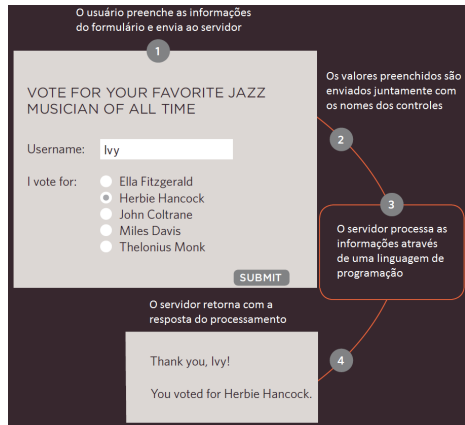 O usuário preenche as informações
do formulário e envia ao servidor
1
VOTE FOR YOUR FAVORITE JAZZ
MUSICIAN OF ALL TIME
Username: Ivy
I vote for: Ella Fitzgerald
Herbie Hancock
John Coltrane
Miles Davis
Thelonius Monk
SUBMIT
Os valores preenchidos são
enviados juntamente com
os nomes dos controles
2
3
O servidor processa as
informações através
de uma linguagem de
programação
O servidor retorna com a
resposta do processamento
4
Thank you, Ivy!
You voted for Herbie Hancock.